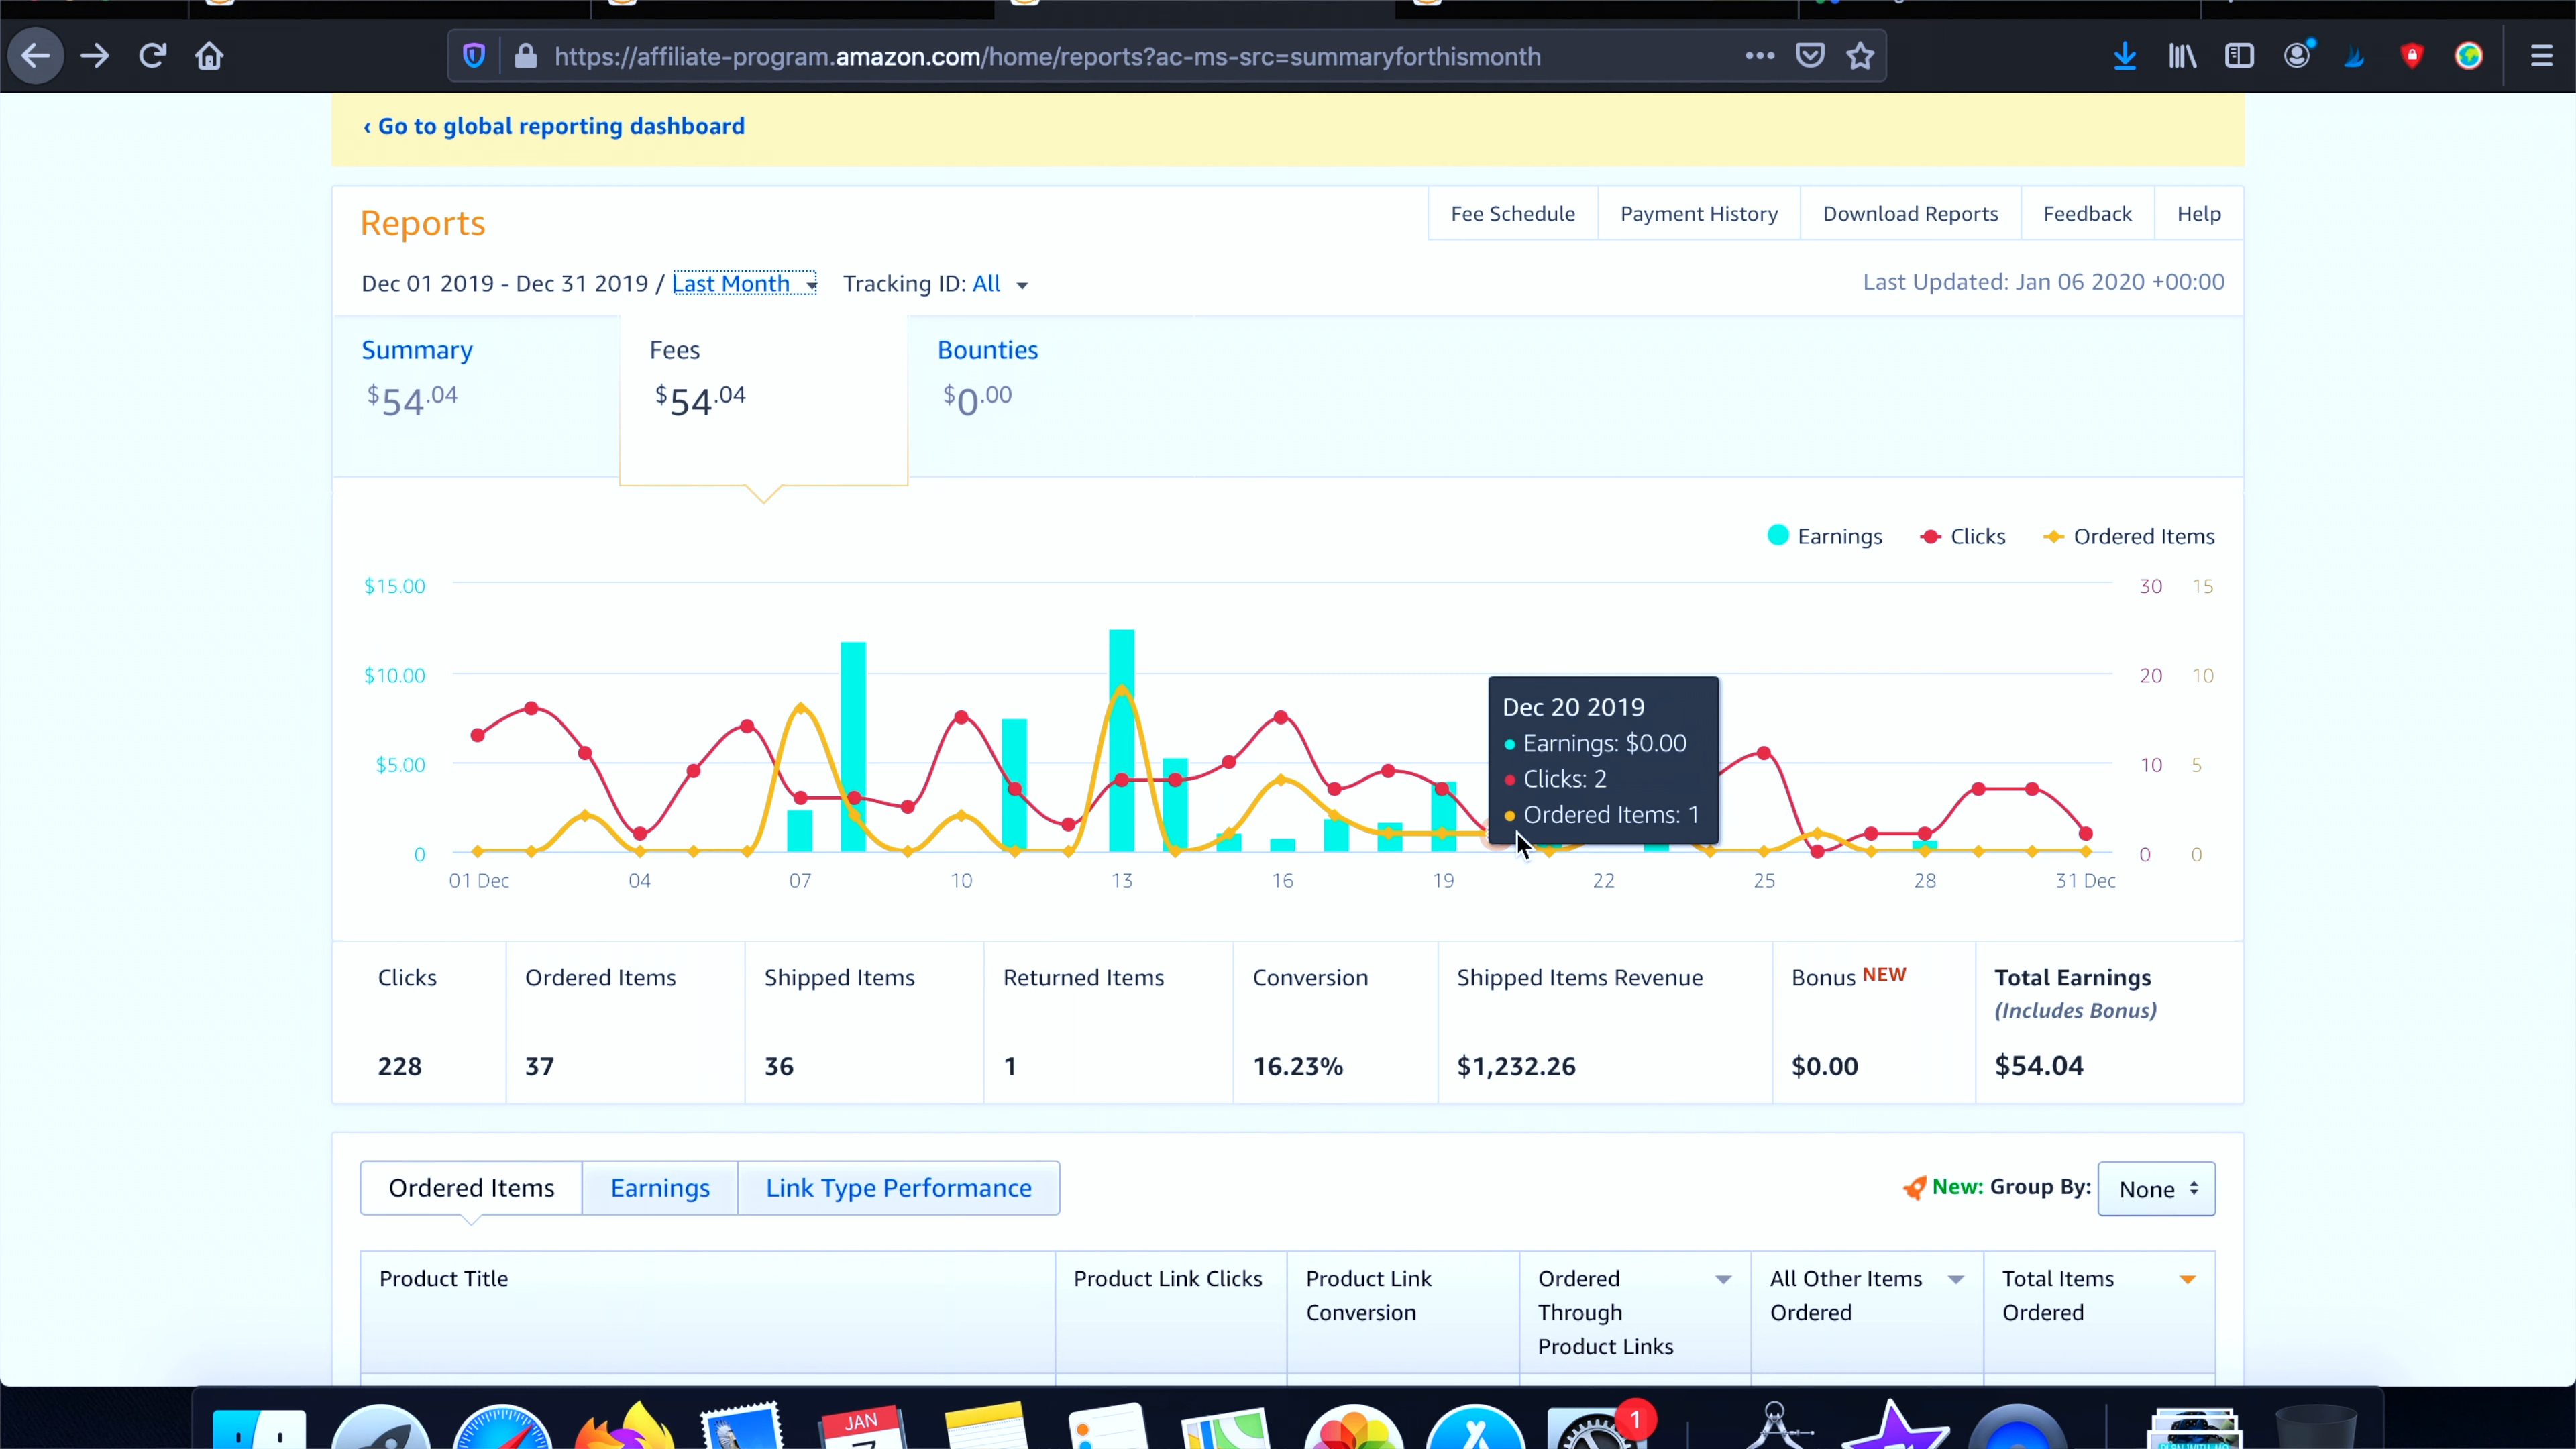 https://affiliate-program.amazon.com/home/reports?ac-ms-src=summaryforthismonth
‹ Go to global reporting dashboard
Reports
Fee Schedule
Payment History
Download Reports
Feedback
Help
Dec 01 2019 - Dec 31 2019 / Last Month
Tracking ID: All
Last Updated: Jan 06 2020 +00:00
Summary
$54.04
Fees
$54.04
Bounties
$0.00
Earnings
Clicks
Ordered Items
$15.00
$10.00
$5.00
0
30 15
20 10
10 5
0 0
Dec 20 2019
Earnings: $0.00
Clicks: 2
Ordered Items: 1
01 Dec 04 07 10 13 16 19 22 25 28 31 Dec
Clicks
228
Ordered Items
37
Shipped Items
36
Returned Items
1
Conversion
16.23%
Shipped Items Revenue
$1,232.26
Bonus NEW
$0.00
Total Earnings
(Includes Bonus)
$54.04
Ordered Items
Earnings
Link Type Performance
New: Group By:
None
Product Title
Product Link Clicks
Product Link
Conversion
Ordered
Through
Product Links
All Other Items
Ordered
Total Items
Ordered
JAN
1